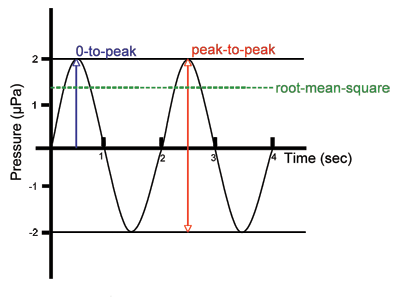 0-to-peak
peak-to-peak
root-mean-square
Pressure (µPa)
2
1
-1
-2
1
2
3
4
Time (sec)